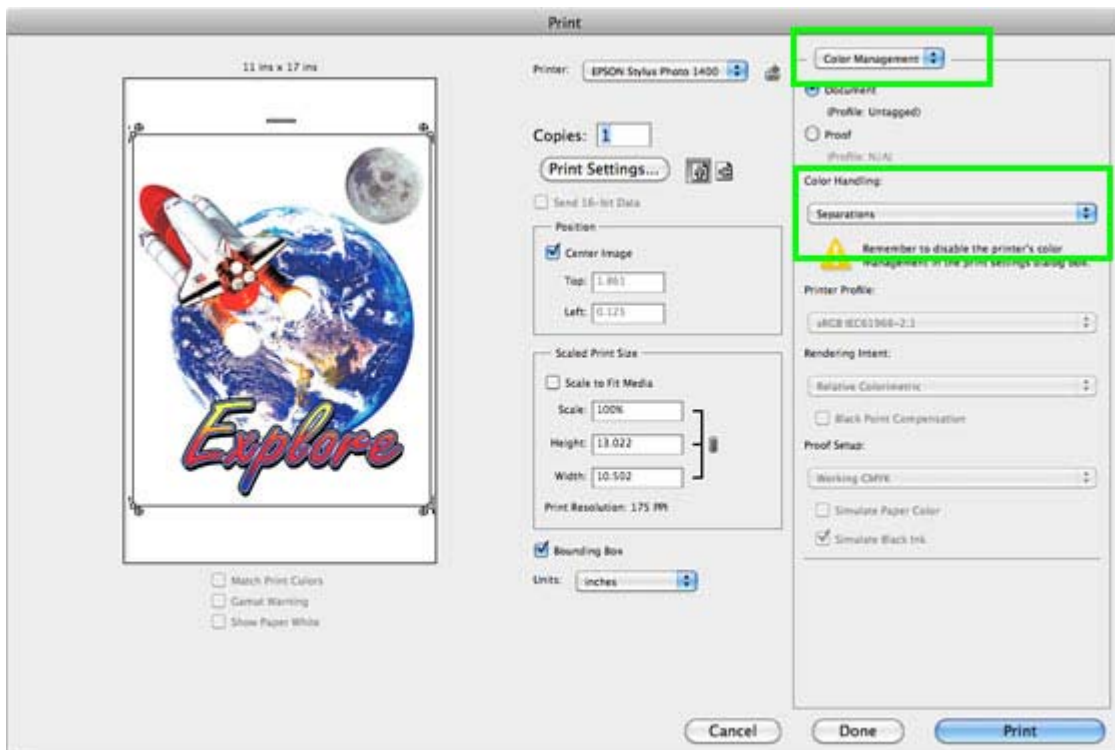 Print
11 ins x 17 ins
Explore
Match Print Colors
Gamut Warning
Show Paper White
Printer: EPSON Stylus Photo 1400
Copies: 1
Print Settings...
Send 16-bit Data
Position
Center Image
Top: 1.861
Left: 0.125
Scaled Print Size
Scale to Fit Media
Scale: 100%
Height: 13.022
Width: 10.502
Print Resolution: 175 PPI
Bounding Box
Units: inches
Color Management
Document
(Profile: Untagged)
Proof
(Profile: N/A)
Color Handling:
Separations
Remember to disable the printer's color
management in the print settings dialog box.
Printer Profile:
sRGB IEC61966-2.1
Rendering Intent:
Relative Colorimetric
Black Point Compensation
Proof Setup:
Working CMYK
Simulate Paper Color
Simulate Black Ink
Cancel
Done
Print